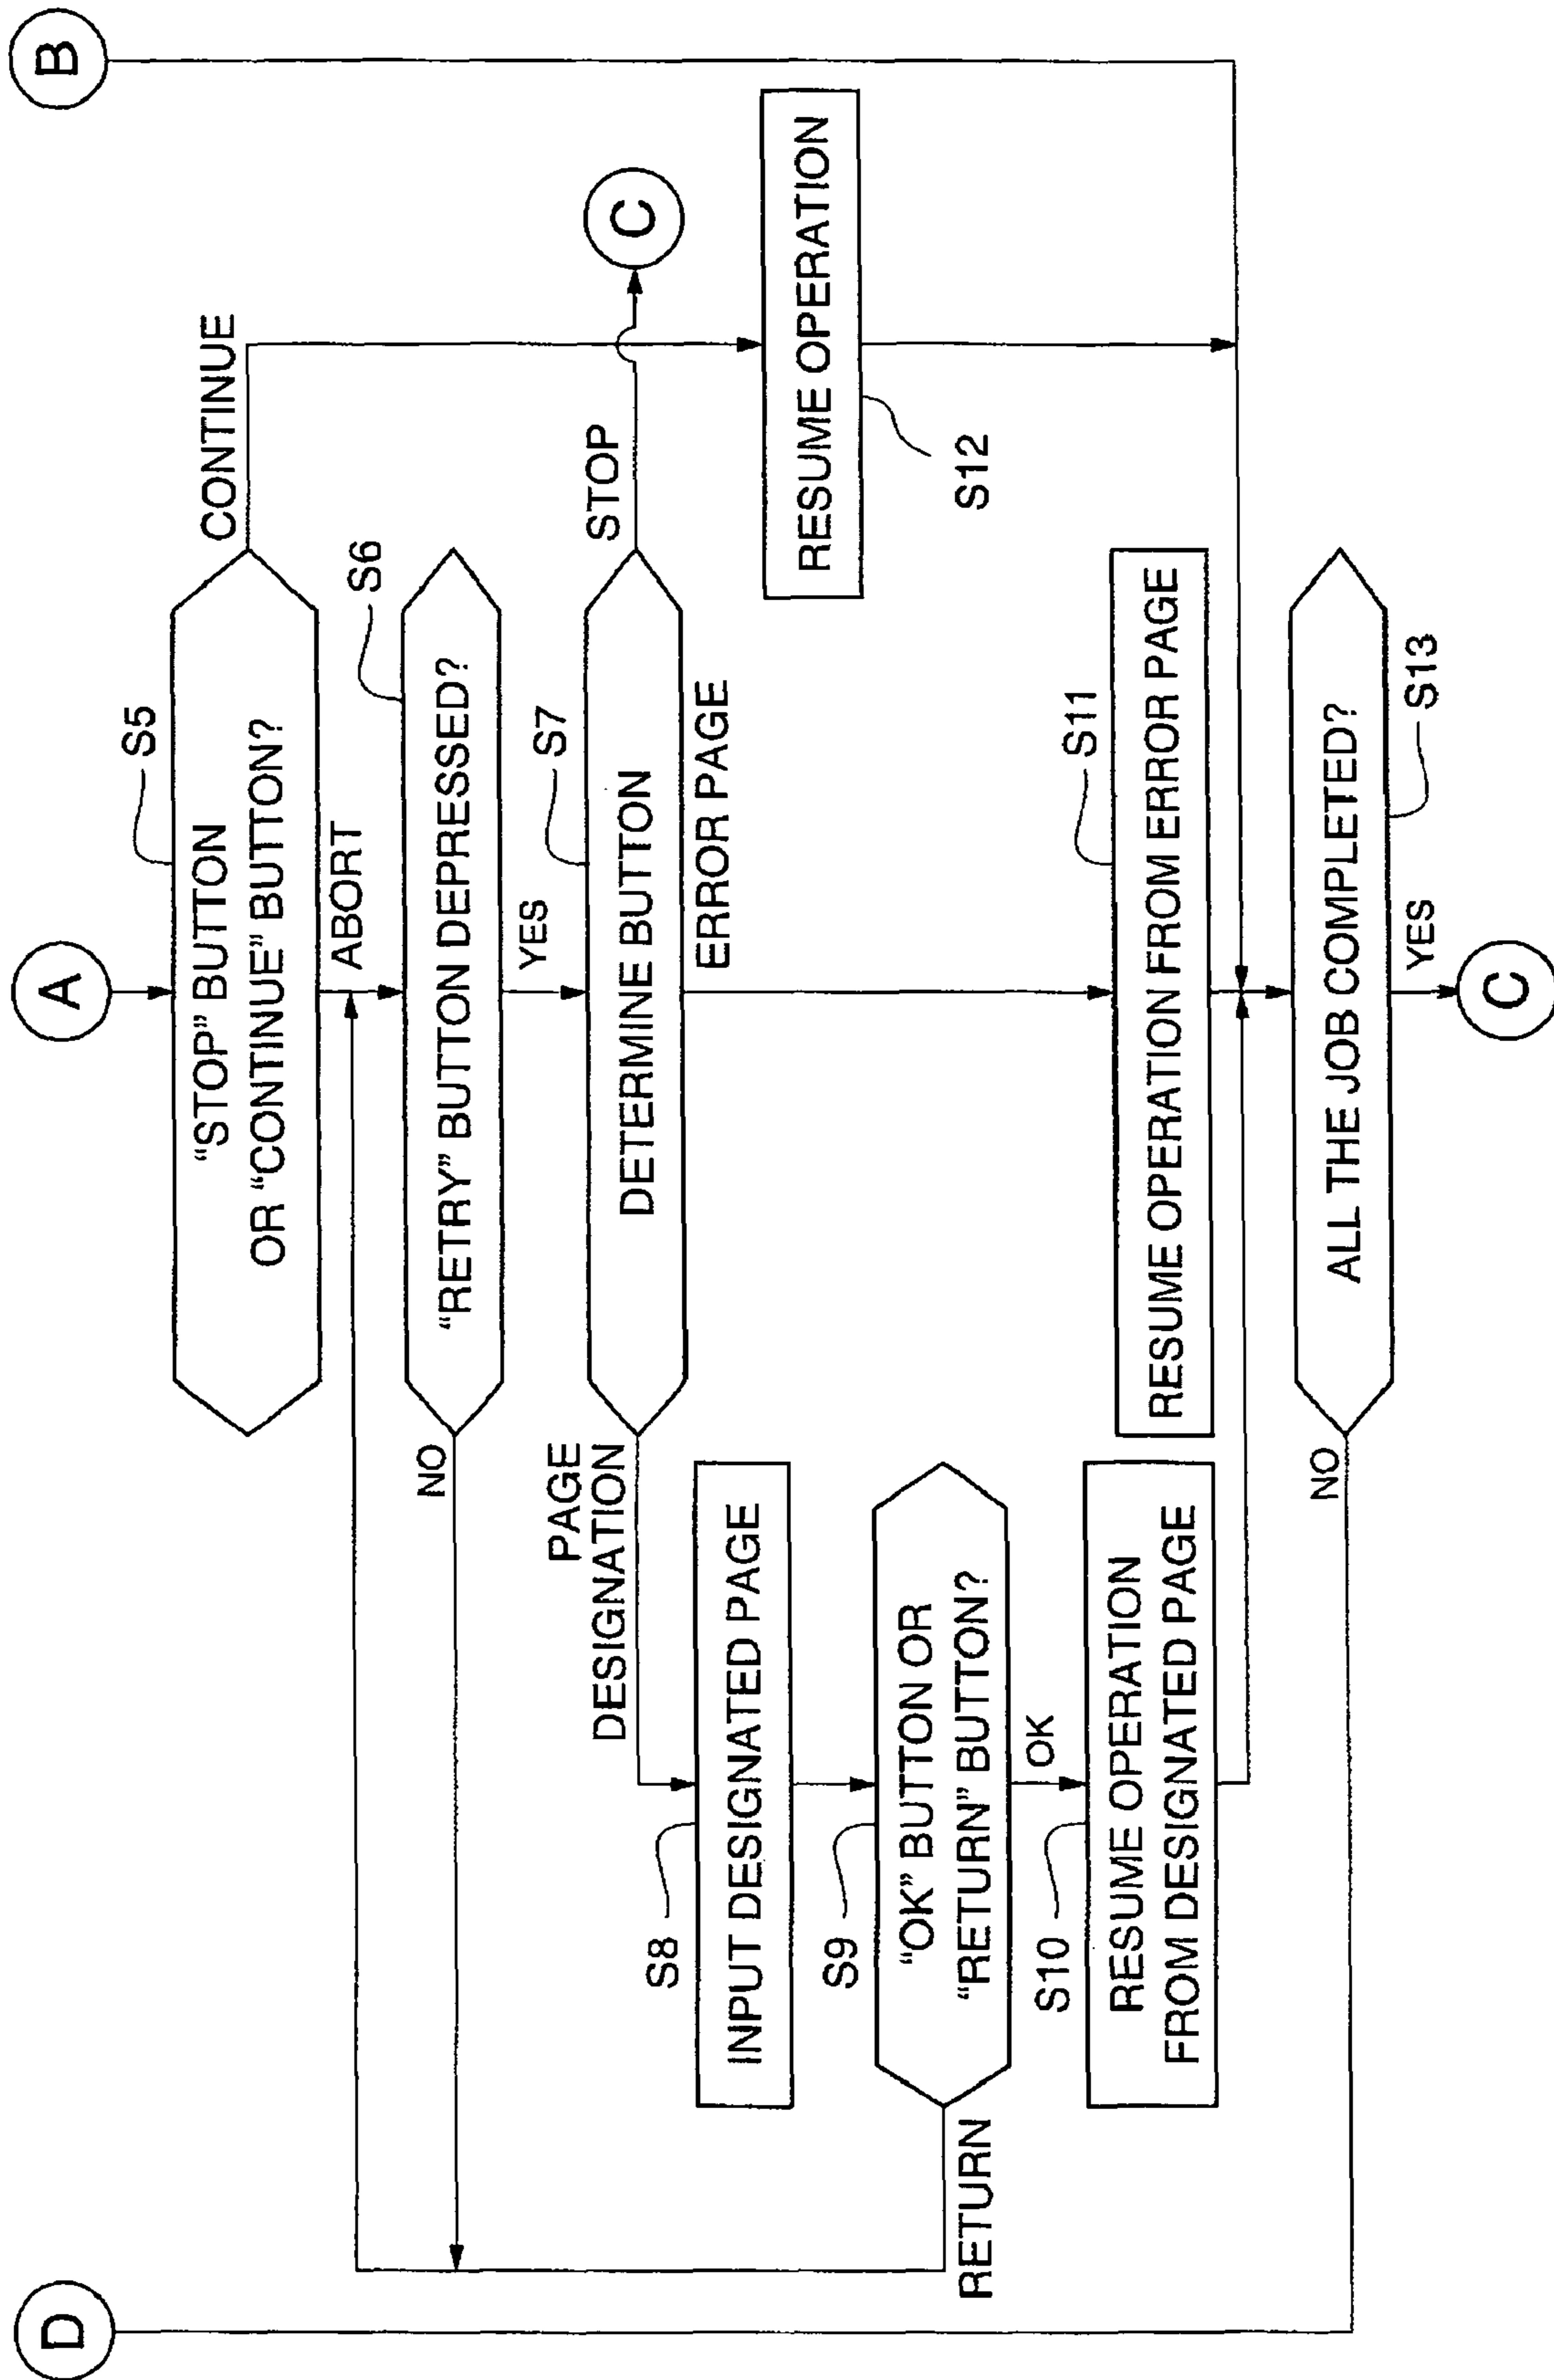 D
A
B
S5
“STOP” BUTTON
OR “CONTINUE” BUTTON?
CONTINUE
ABORT
S6
“RETRY” BUTTON DEPRESSED?
NO
YES
S7
DETERMINE BUTTON
STOP
C
PAGE
DESIGNATION
ERROR PAGE
S8
INPUT DESIGNATED PAGE
RESUME OPERATION
S12
S9
“OK” BUTTON OR
“RETURN” BUTTON?
RETURN
OK
S10
RESUME OPERATION
FROM DESIGNATED PAGE
S11
RESUME OPERATION FROM ERROR PAGE
ALL THE JOB COMPLETED?
S13
NO
YES
C